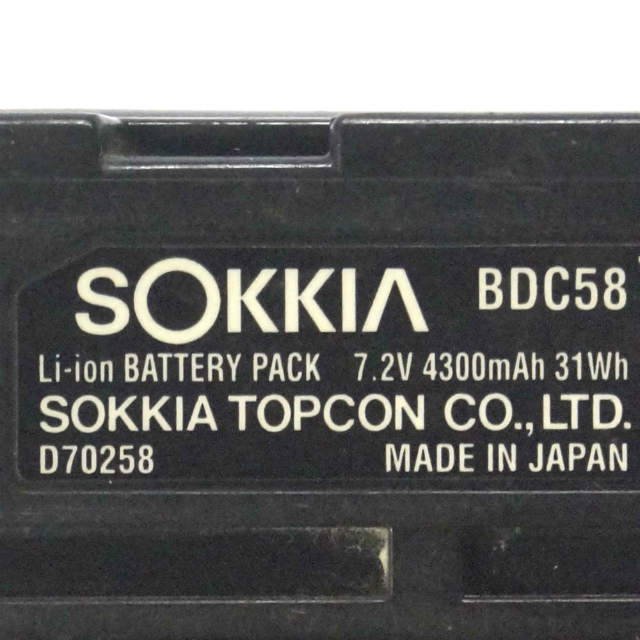 SOKKIA BDC58
Li-ion BATTERY PACK 7.2V 4300mAh 31Wh
SOKKIA TOPCON CO.,LTD.
D70258 MADE IN JAPAN